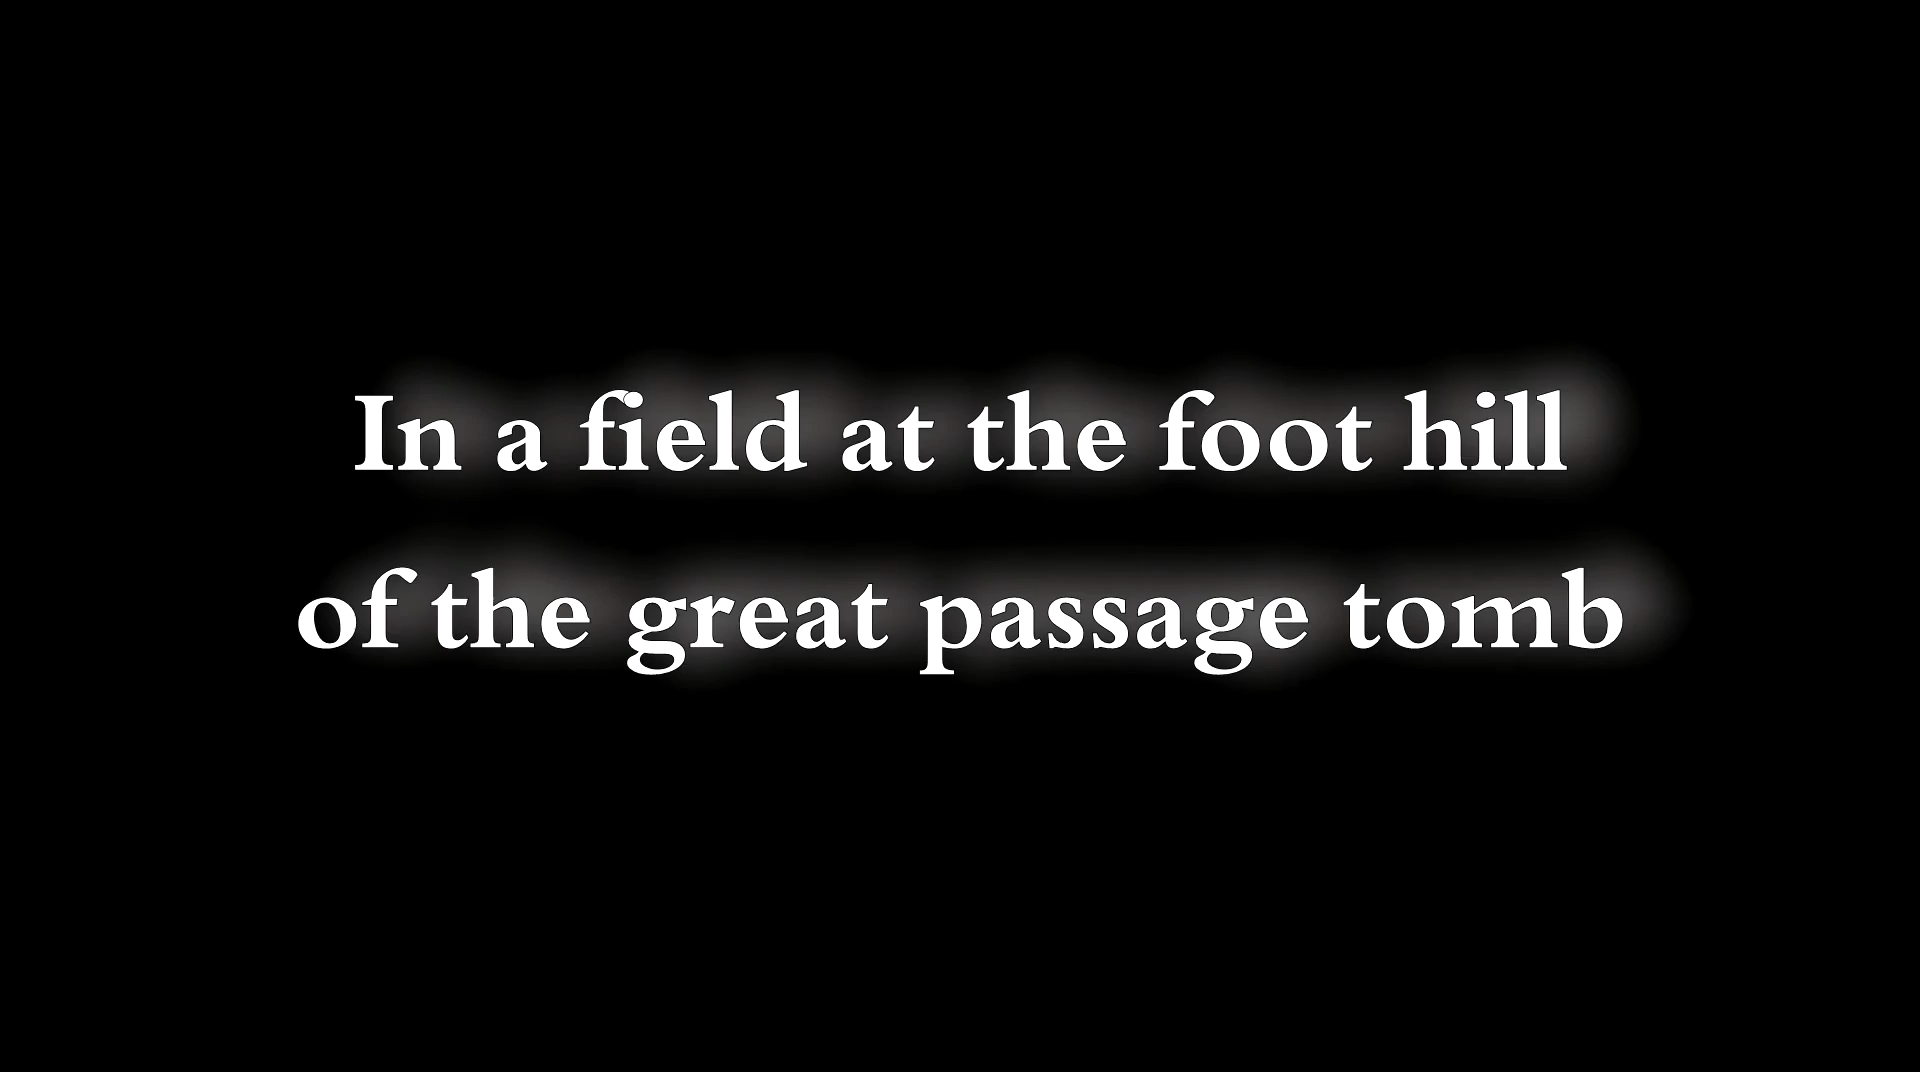 In a field at the foot hill
of the great passage tomb